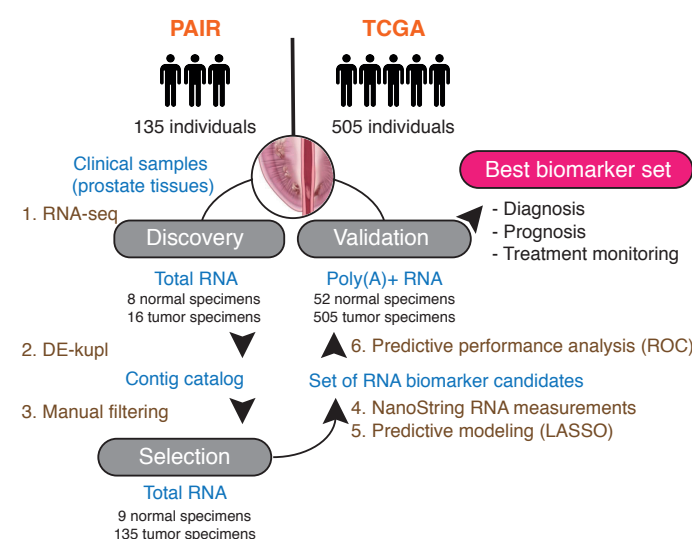 PAIR
TCGA
135 individuals
505 individuals
Clinical samples
(prostate tissues)
Best biomarker set
- Diagnosis
- Prognosis
- Treatment monitoring
1. RNA-seq
Discovery
Validation
Total RNA
8 normal specimens
16 tumor specimens
Poly(A)+ RNA
52 normal specimens
505 tumor specimens
2. DE-kupl
6. Predictive performance analysis (ROC)
Contig catalog
Set of RNA biomarker candidates
3. Manual filtering
4. NanoString RNA measurements
5. Predictive modeling (LASSO)
Selection
Total RNA
9 normal specimens
135 tumor specimens